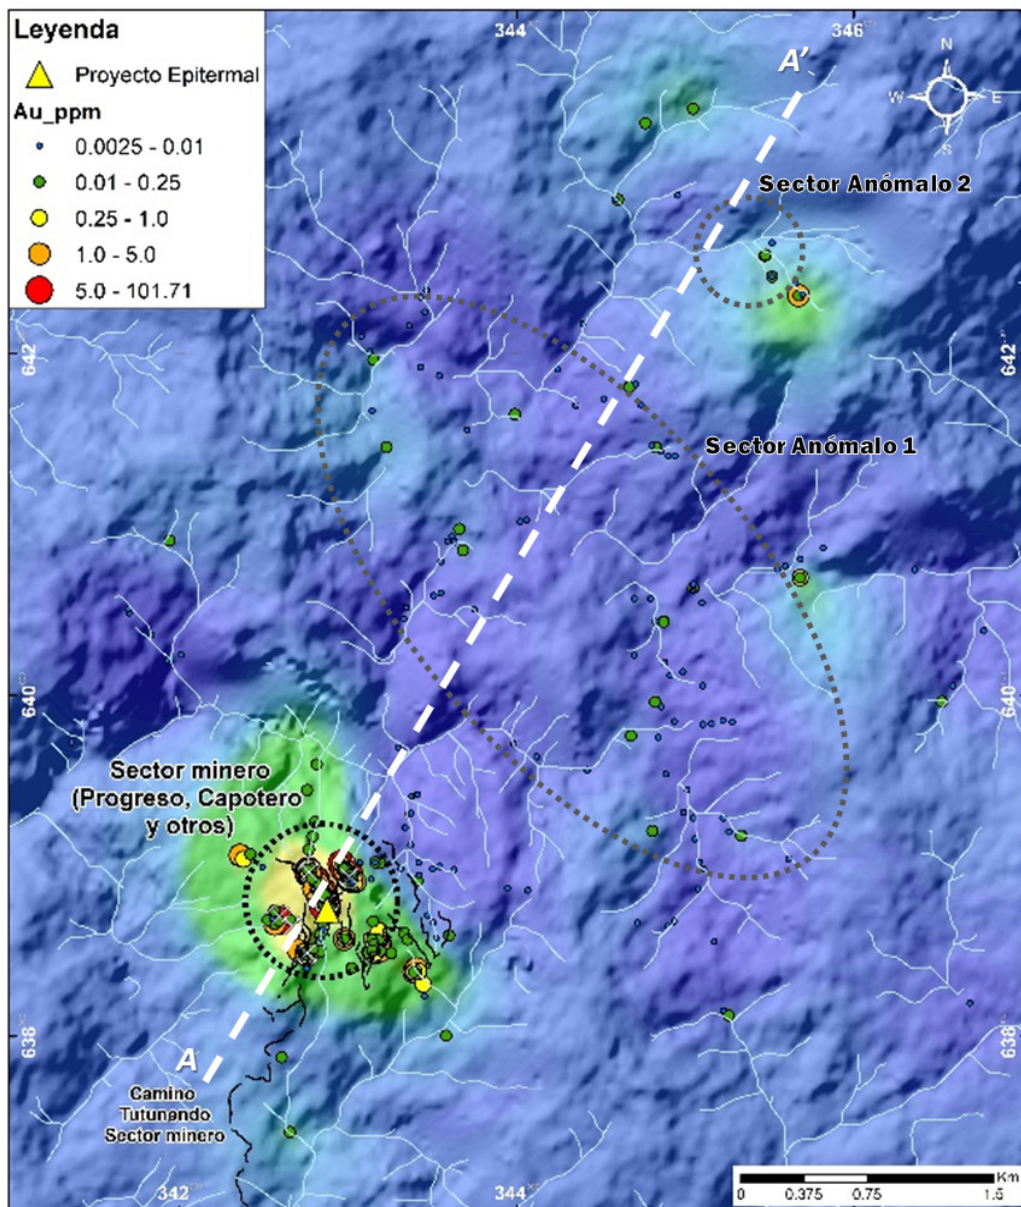 Leyenda
Proyecto Epitermal
Au_ppm
0.0025 - 0.01
0.01 - 0.25
0.25 - 1.0
1.0 - 5.0
5.0 - 101.71
344
346
A'
N
W
E
S
Sector Anómalo 2
642
642
Sector Anómalo 1
640
640
Sector minero
(Progreso, Capotero
y otros)
638
638
A
Camino
Tutunendo
Sector minero
342
344
Km
0
0.375
0.75
1.5